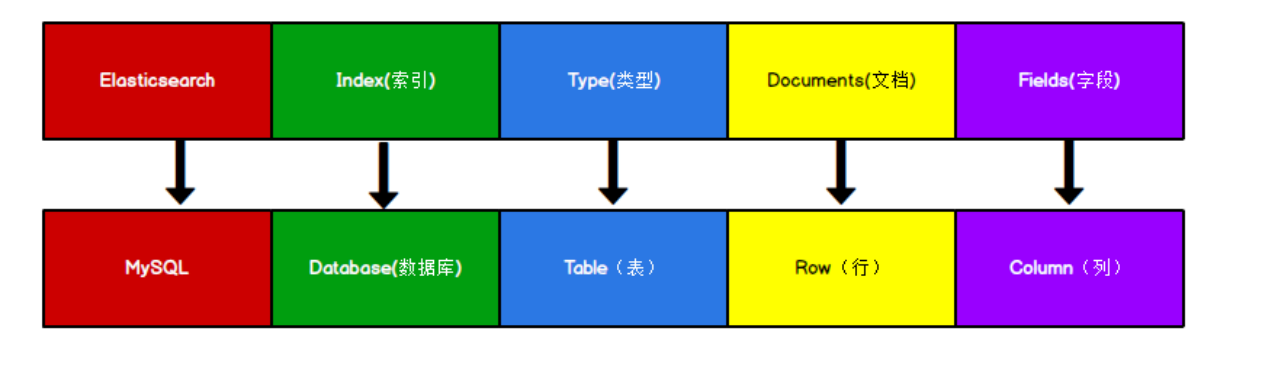 Elasticsearch
Index(索引)
Type(类型)
Documents(文档)
Fields(字段)
MySQL
Database(数据库)
Table（表）
Row（行）
Column（列）